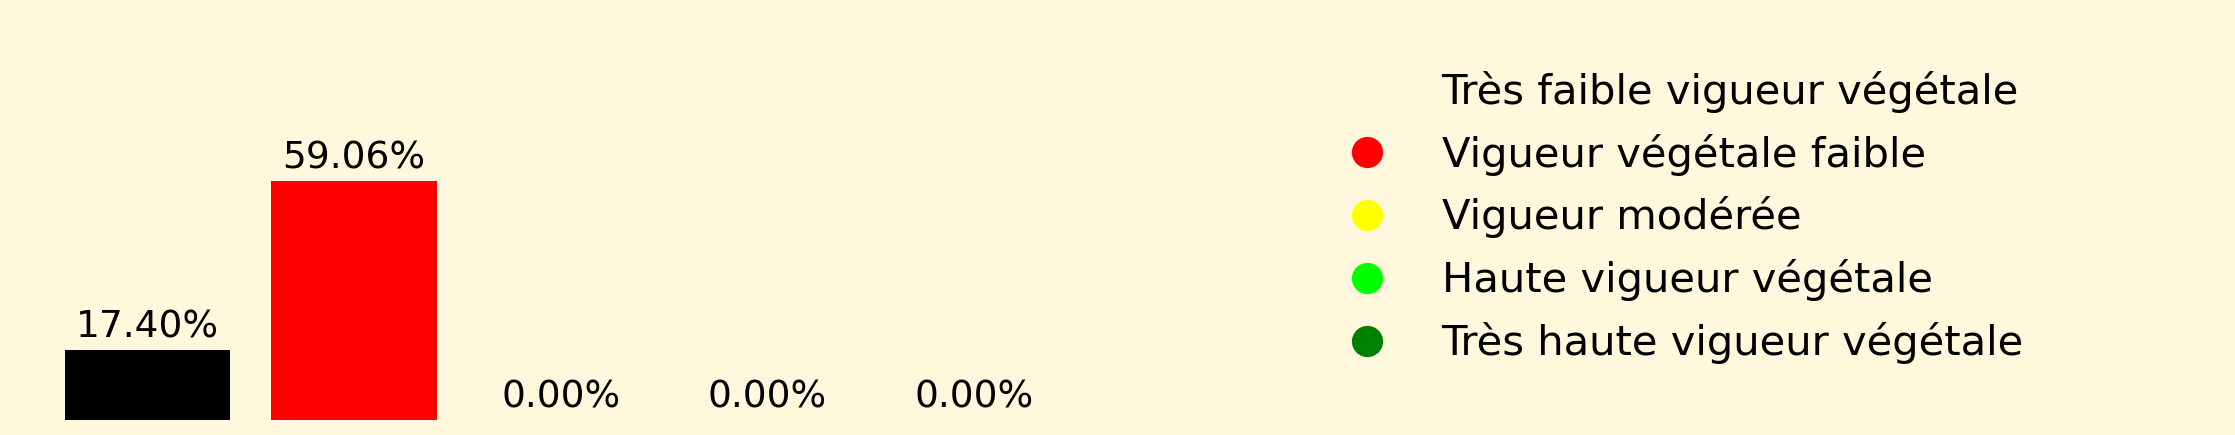 17.40%
59.06%
0.00%
0.00%
0.00%
Très faible vigueur végétale
Vigueur végétale faible
Vigueur modérée
Haute vigueur végétale
Très haute vigueur végétale